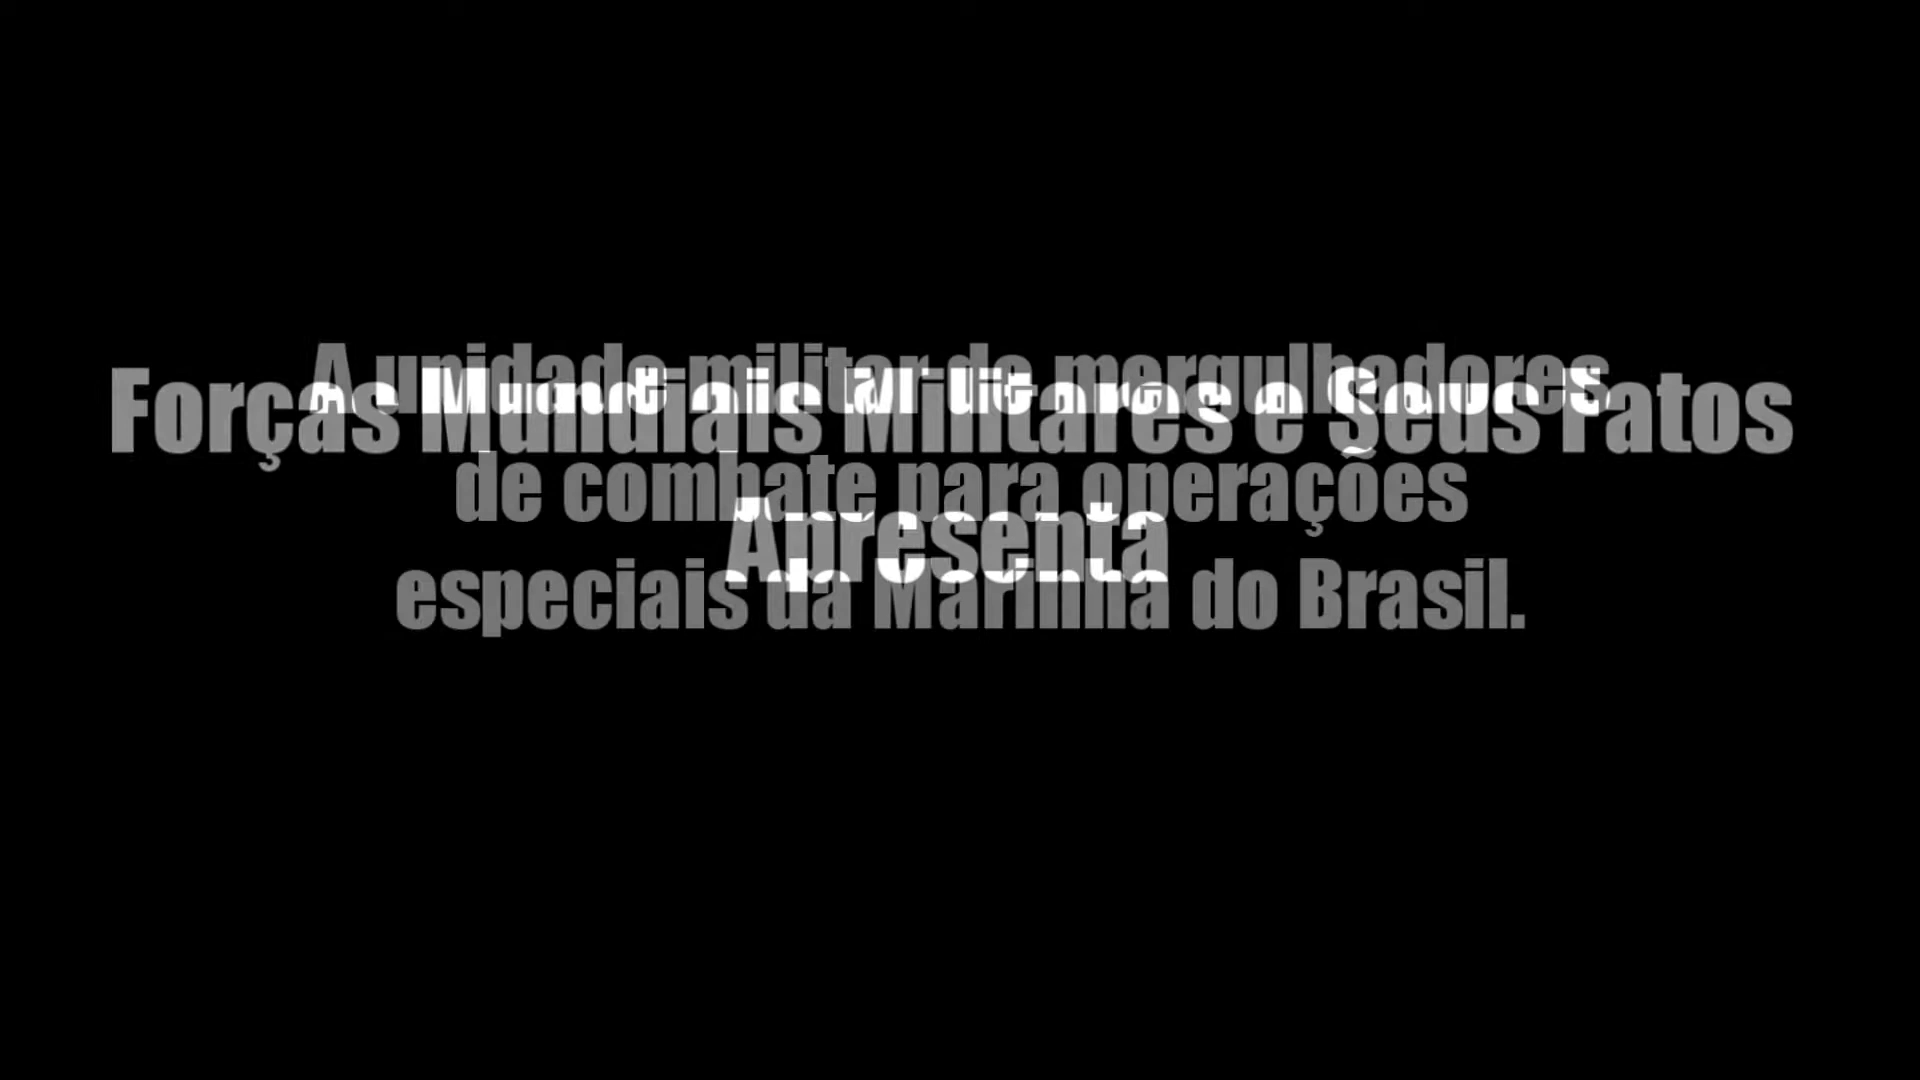 Forças Mundiais Militares e Seus Fatos
Apresenta
A unidade militar de mergulhadores
de combate para operações
especiais da Marinha do Brasil.